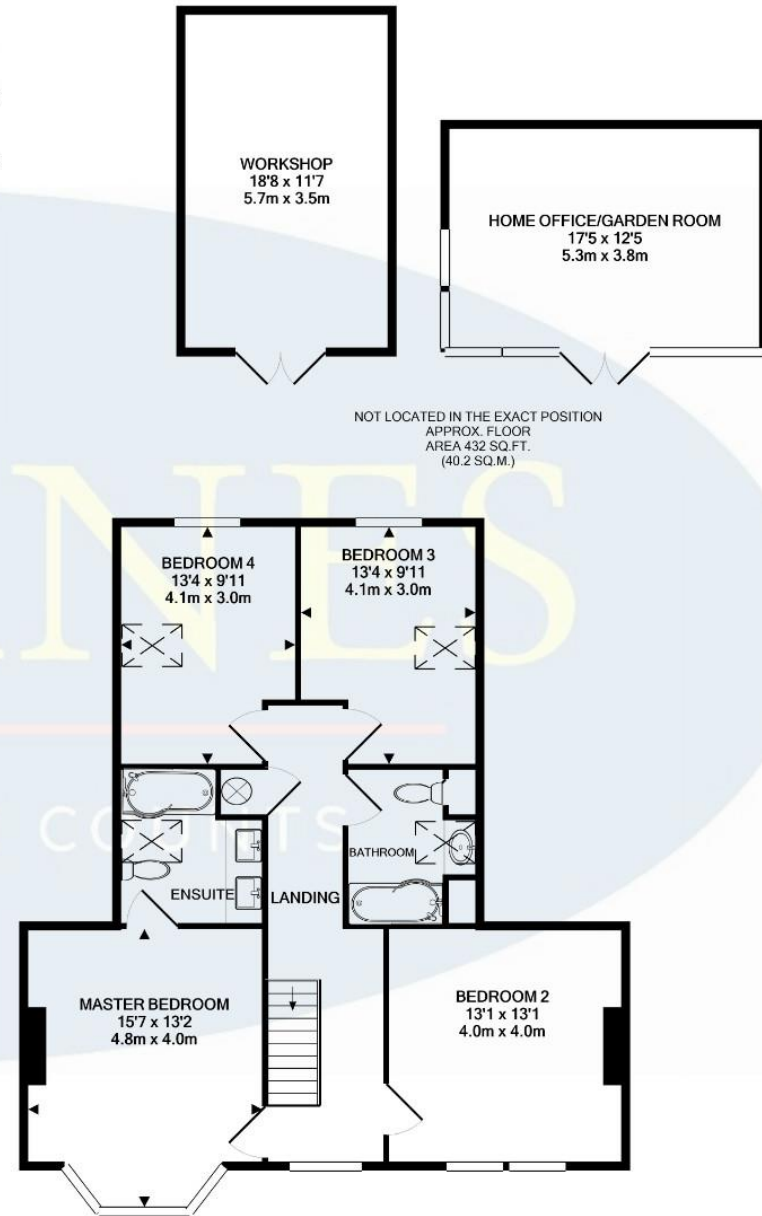 WORKSHOP
18'8 x 11'7
5.7m x 3.5m
HOME OFFICE/GARDEN ROOM
17'5 x 12'5
5.3m x 3.8m
NOT LOCATED IN THE EXACT POSITION
APPROX. FLOOR
AREA 432 SQ.FT.
(40.2 SQ.M.)
NES
BEDROOM 4
13'4 x 9'11
4.1m x 3.0m
BEDROOM 3
13'4 x 9'11
4.1m x 3.0m
COUNTS
BATHROOM
ENSUITE
LANDING
MASTER BEDROOM
15'7 x 13'2
4.8m x 4.0m
BEDROOM 2
13'1 x 13'1
4.0m x 4.0m